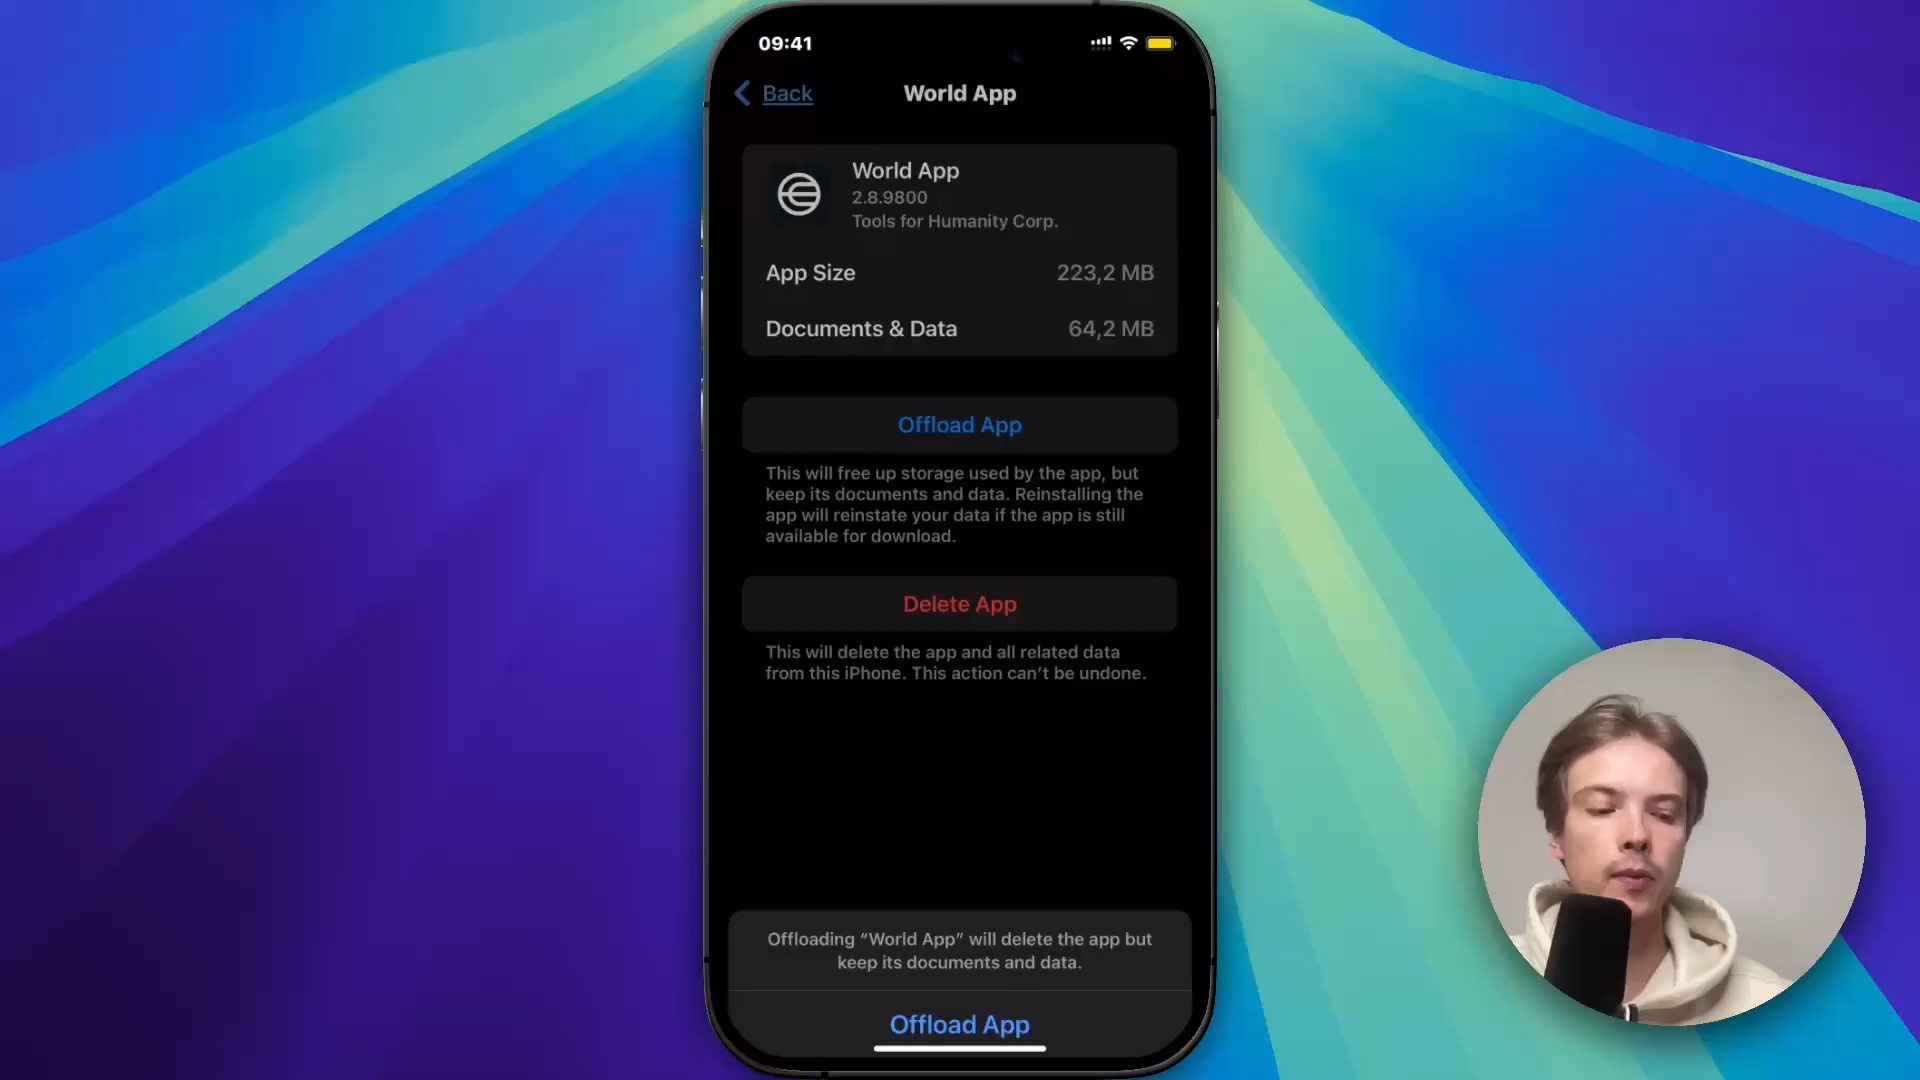 09:41
Back
World App
World App
2.8.9800
Tools for Humanity Corp.
App Size 223,2 MB
Documents & Data 64,2 MB
Offload App
This will free up storage used by the app, but
keep its documents and data. Reinstalling the
app will reinstate your data if the app is still
available for download.
Delete App
This will delete the app and all related data
from this iPhone. This action can’t be undone.
Offloading “World App” will delete the app but
keep its documents and data.
Offload App